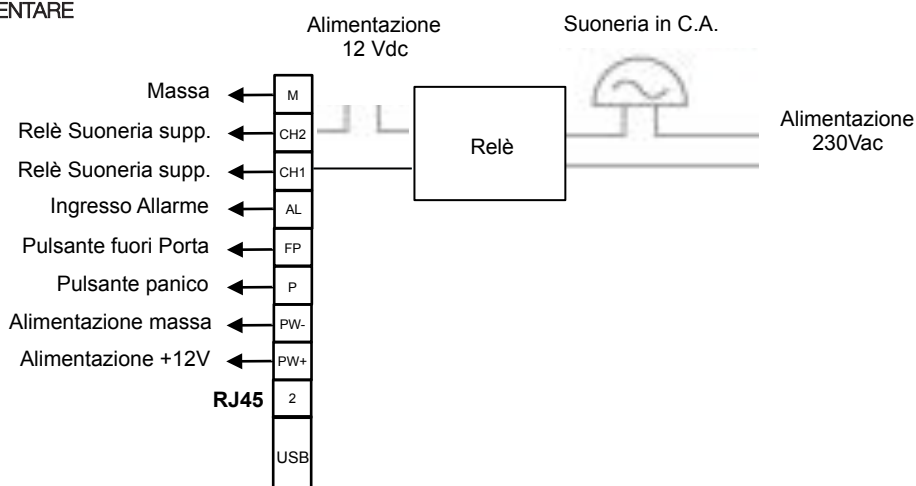 Alimentazione
12 Vdc
Suoneria in C.A.
Massa
M
Relè Suoneria supp.
CH2
Relè
Alimentazione
230Vac
Relè Suoneria supp.
CH1
Ingresso Allarme
AL
Pulsante fuori Porta
FP
Pulsante panico
P
Alimentazione massa
PW-
Alimentazione +12V
PW+
RJ45
2
USB